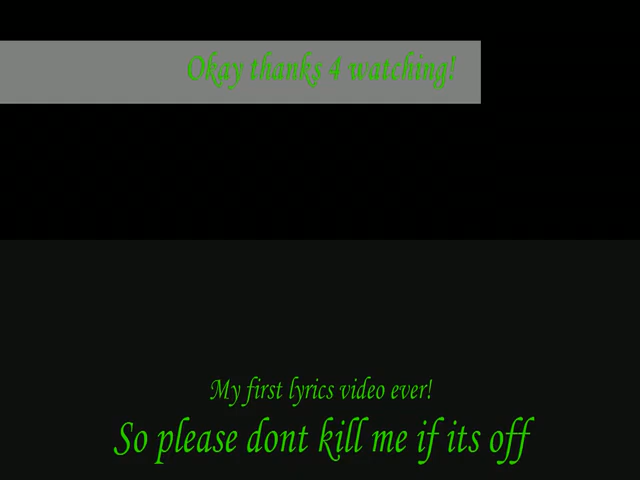 Okay thanks 4 watching!
My first lyrics video ever!
So please dont kill me if its off